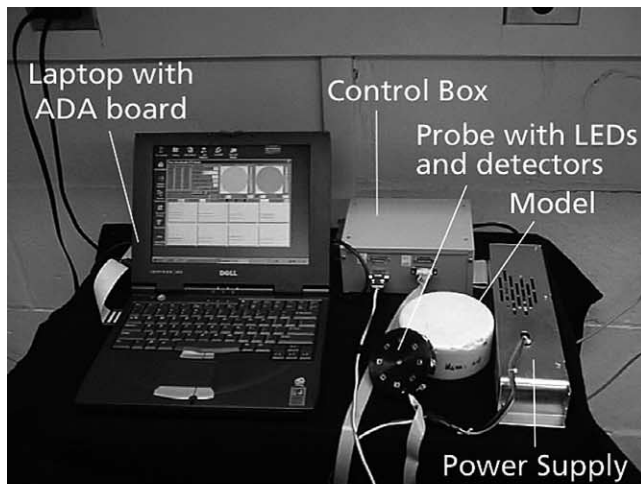 Laptop with
ADA board
Control Box
Probe with LEDs
and detectors
Model
DELL
Power Supply